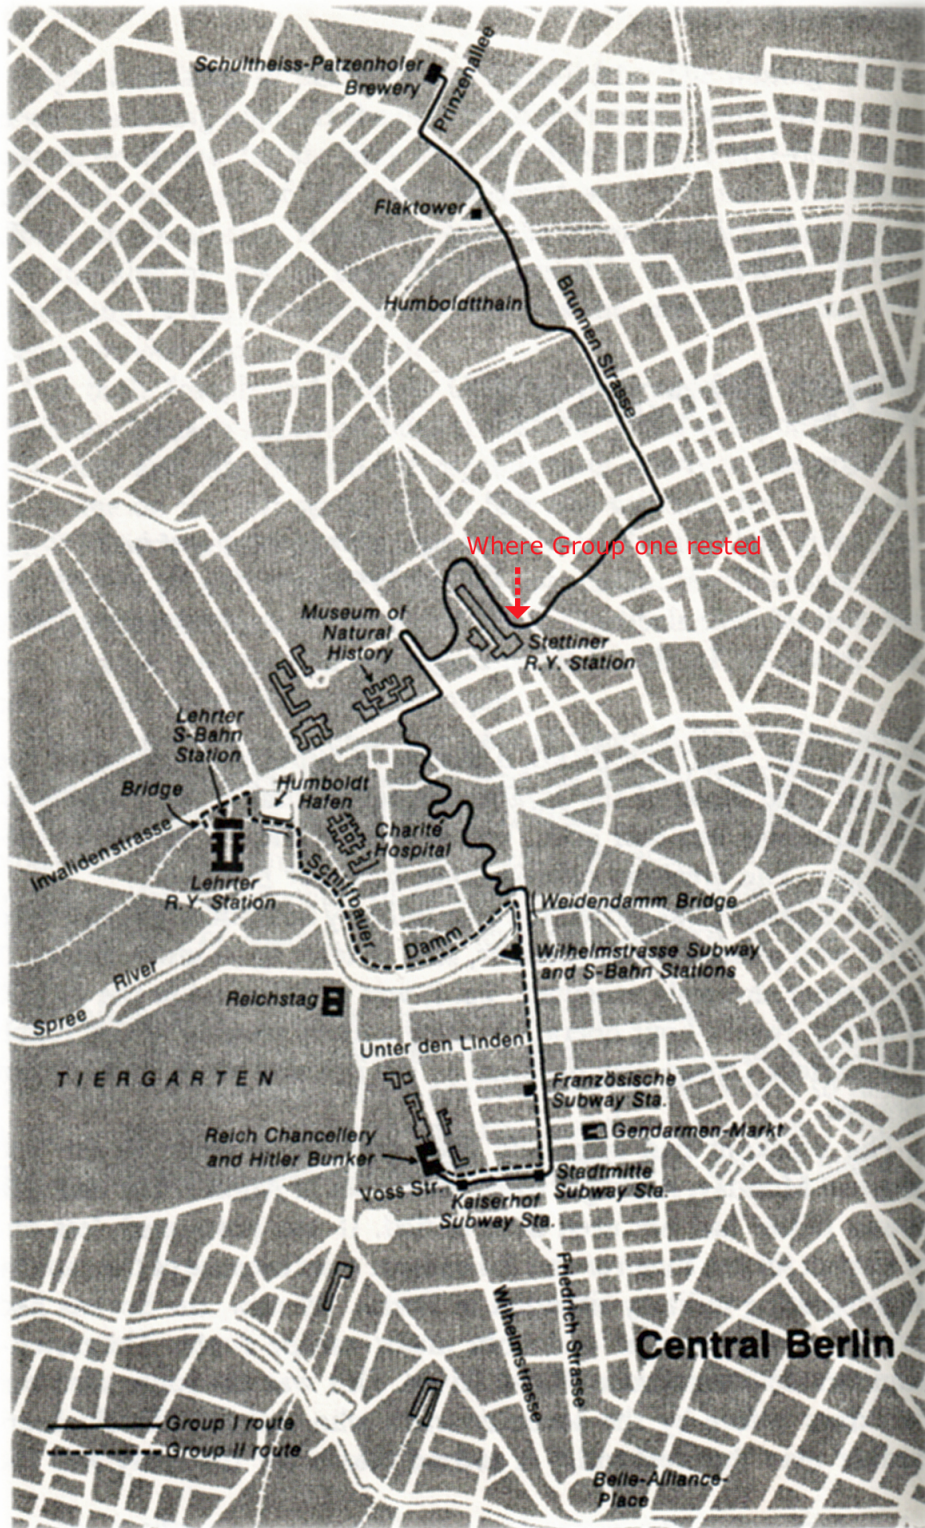 Schultheiss-Patzenhofer
Brewery
Prinzenallee
Flaktower
Humboldtthain
Brunnen Strasse
Where Group one rested
Museum of
Natural
History
Stettiner
R.Y. Station
Lehrter
S-Bahn
Station
Bridge
Humboldt
Hafen
Invalidenstrasse
Charité
Hospital
Lehrter
R.Y. Station
Schiffbauer
Damm
Weidendamm Bridge
Wilhelmstrasse Subway
and S-Bahn Stations
Spree River
Reichstag
Unter den Linden
TIERGARTEN
Französische
Subway Sta.
Gendarmen-Markt
Reich Chancellery
and Hitler Bunker
Voss Str.
Stadtmitte
Subway Sta.
Kaiserhof
Subway Sta.
Wilhelmstrasse
Friedrich Strasse
Central Berlin
Group I route
Group II route
Belle-Alliance-
Place